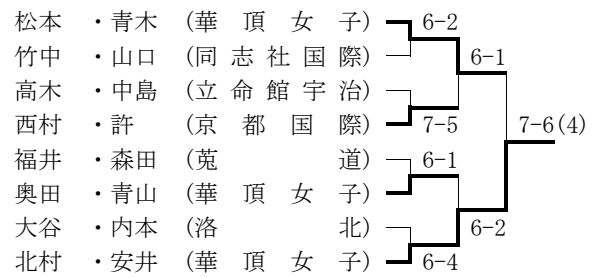 松本 ・青木 (華頂女子) 6-2
竹中 ・山口 (同志社国際) 6-1
高木 ・中島 (立命館宇治)
西村 ・許 (京都国際) 7-5 7-6(4)
福井 ・森田 (莵道) 6-1
奥田 ・青山 (華頂女子)
大谷 ・内本 (洛北) 6-2
北村 ・安井 (華頂女子) 6-4